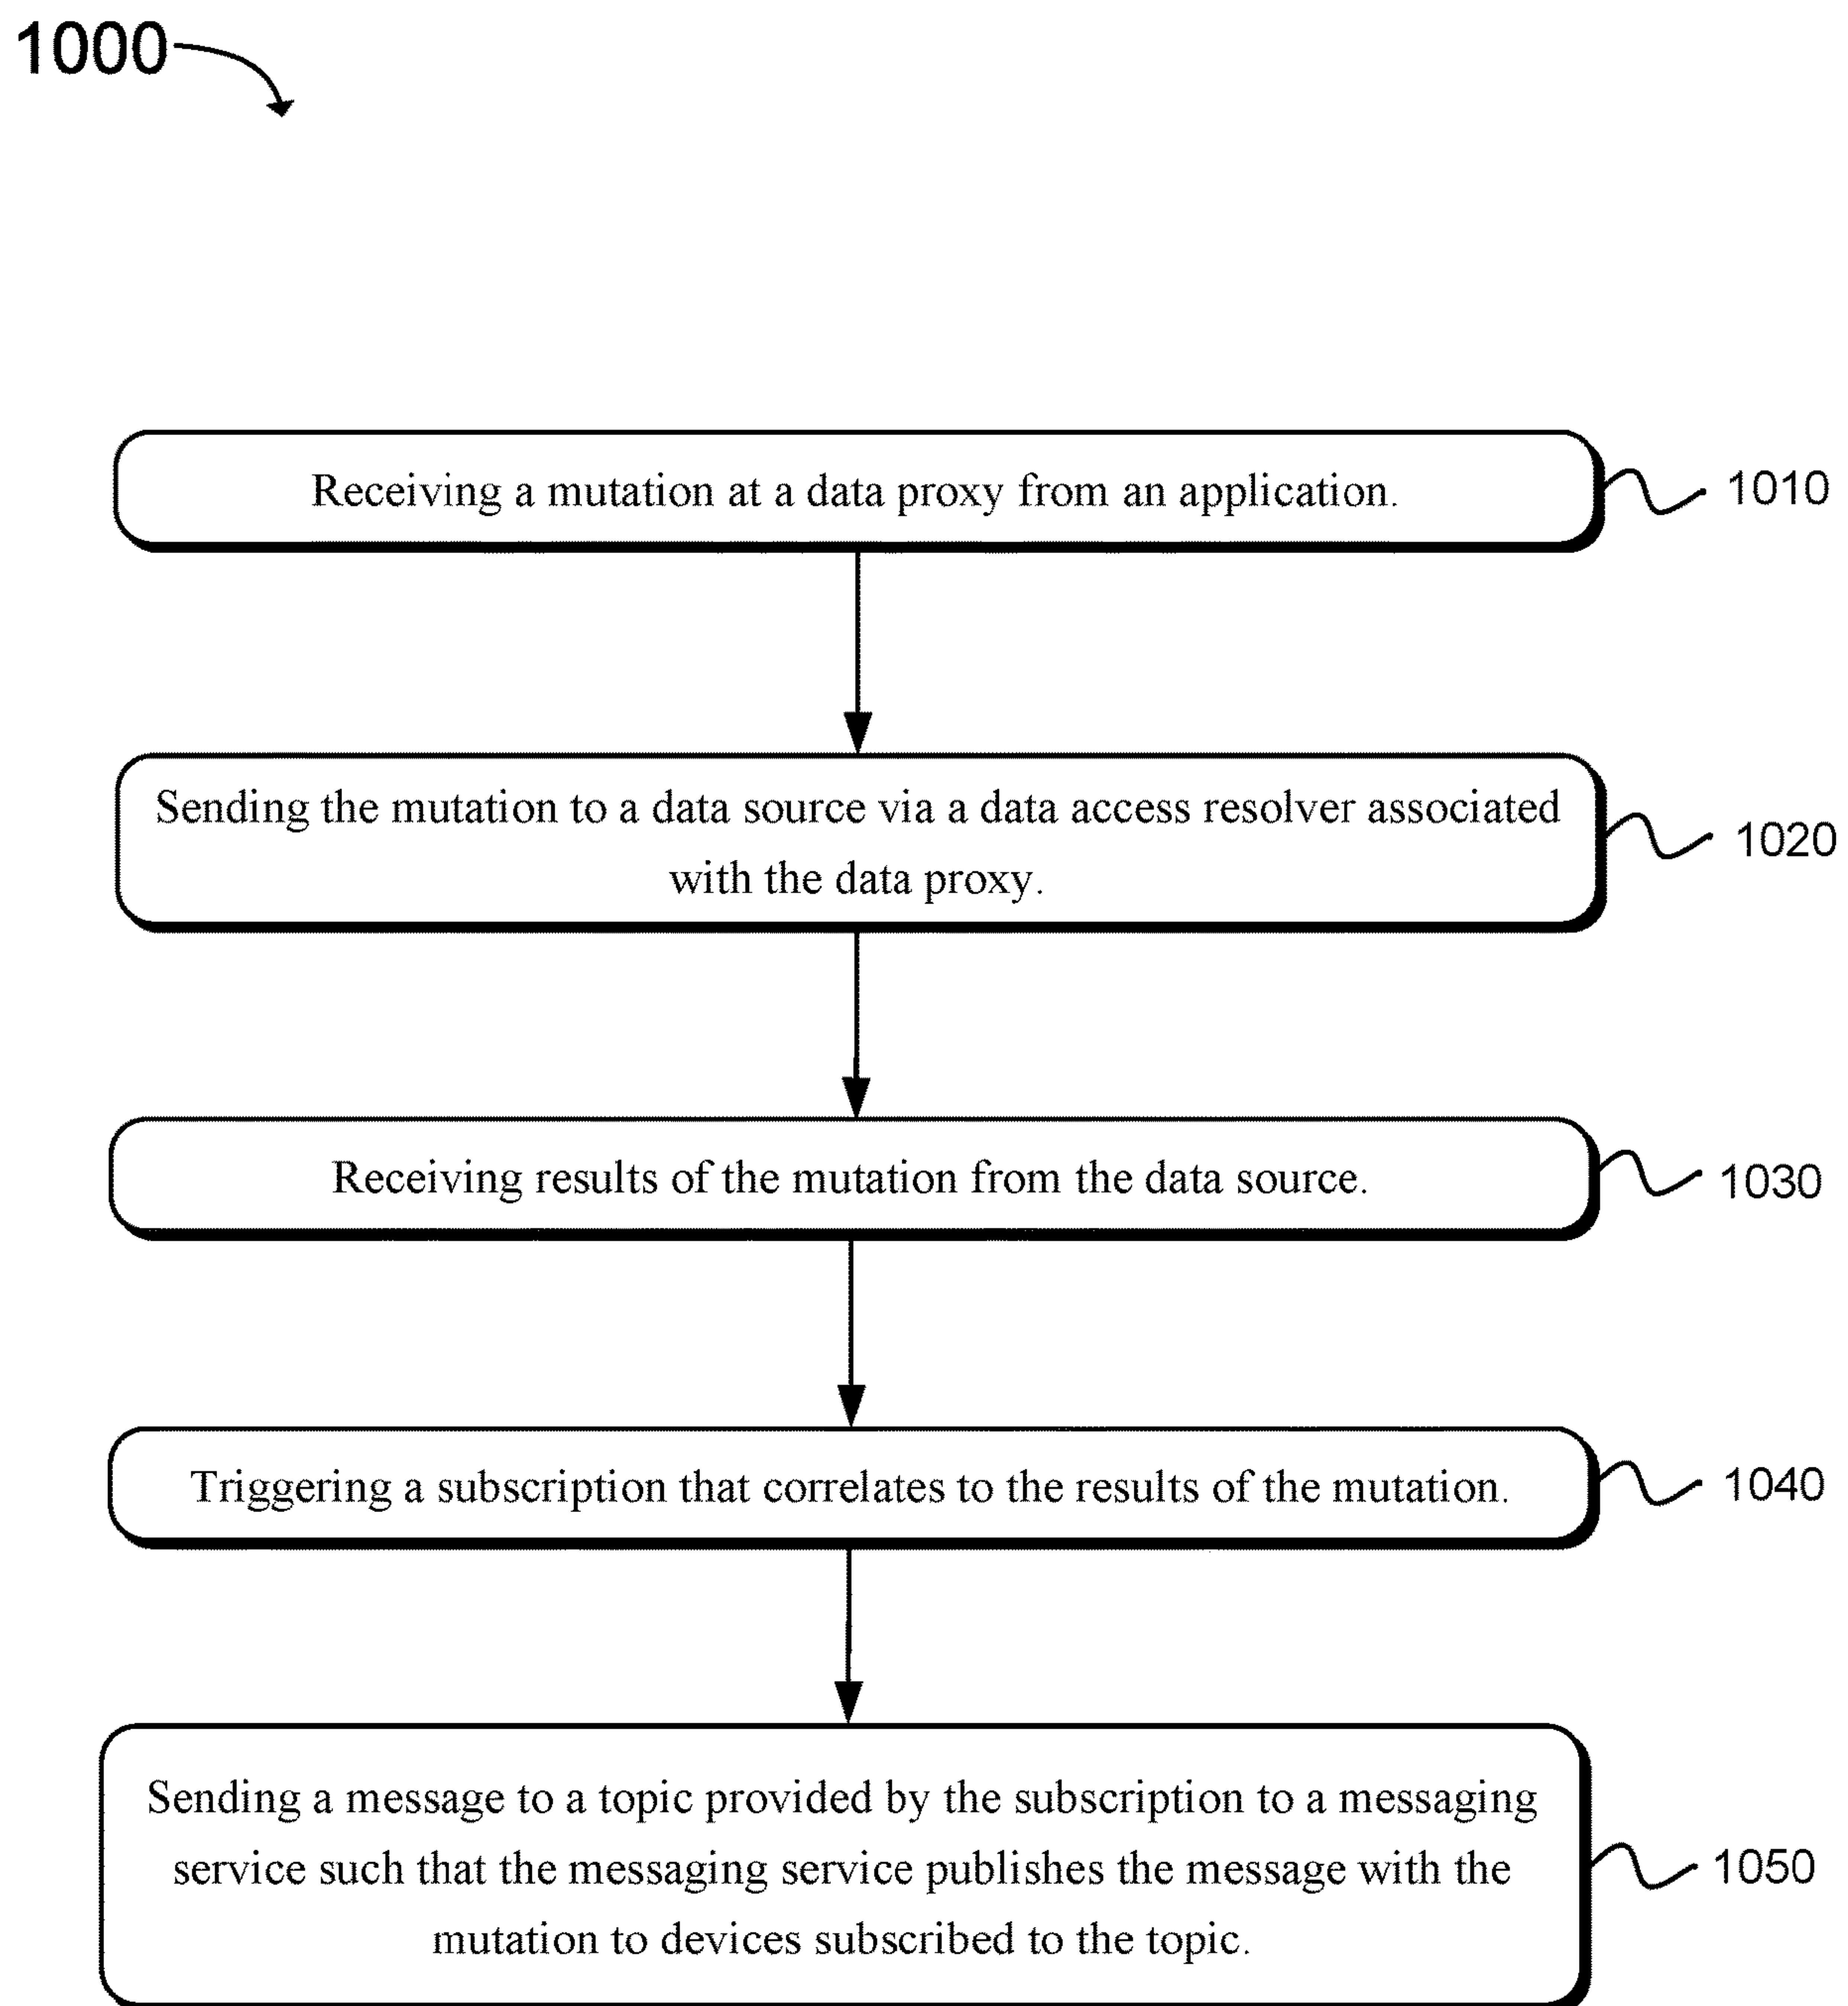 1000
Receiving a mutation at a data proxy from an application.
1010
Sending the mutation to a data source via a data access resolver associated
with the data proxy.
1020
Receiving results of the mutation from the data source.
1030
Triggering a subscription that correlates to the results of the mutation.
1040
Sending a message to a topic provided by the subscription to a messaging
service such that the messaging service publishes the message with the
mutation to devices subscribed to the topic.
1050